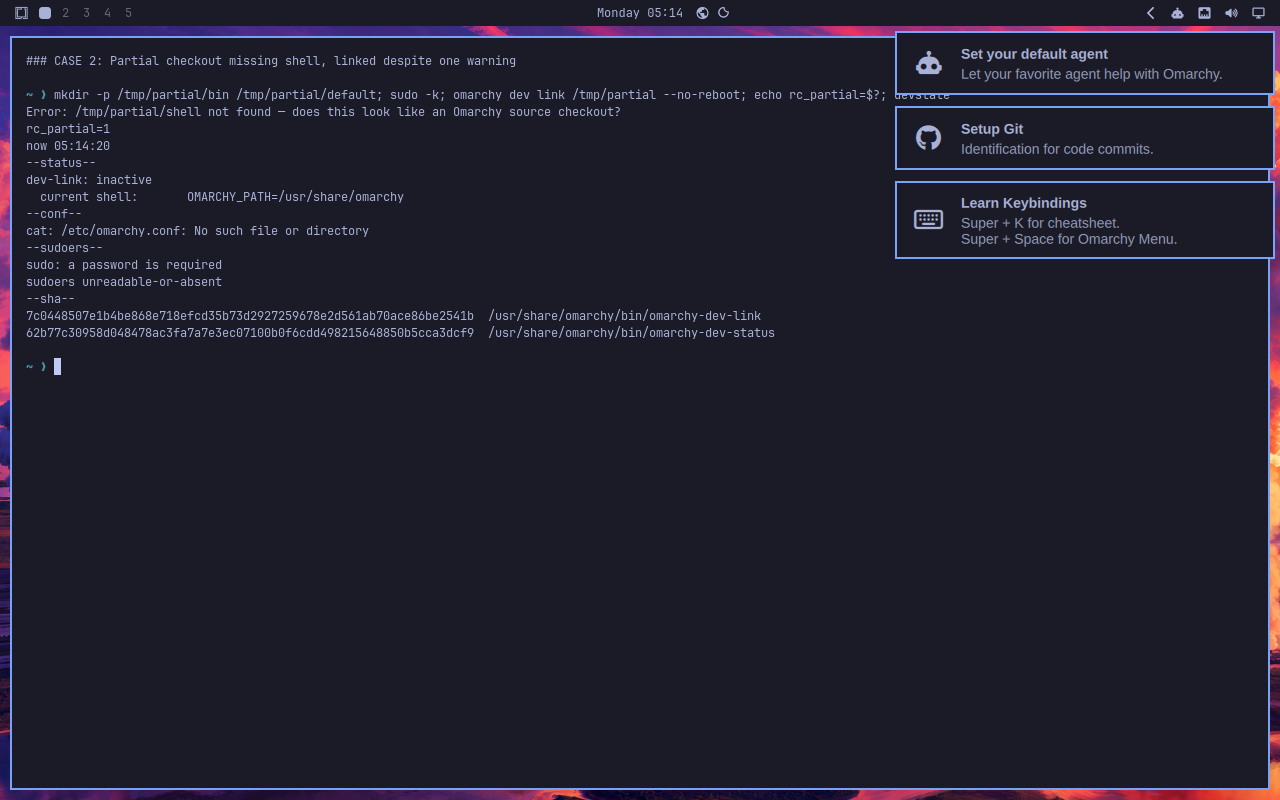 2 3 4 5
Monday 05:14
### CASE 2: Partial checkout missing shell, linked despite one warning
~ ❯ mkdir -p /tmp/partial/bin /tmp/partial/default; sudo -k; omarchy dev link /tmp/partial --no-reboot; echo rc_partial=$?; devstate
Error: /tmp/partial/shell not found — does this look like an Omarchy source checkout?
rc_partial=1
now 05:14:20
--status--
dev-link: inactive
current shell:       OMARCHY_PATH=/usr/share/omarchy
--conf--
cat: /etc/omarchy.conf: No such file or directory
--sudoers--
sudo: a password is required
sudoers unreadable-or-absent
--sha--
7c0448507e1b4be868e718efcd35b73d2927259678e2d561ab70ace86be2541b  /usr/share/omarchy/bin/omarchy-dev-link
62b77c30958d048478ac3fa7a7e3ec07100b0f6cdd498215648850b5cca3dcf9  /usr/share/omarchy/bin/omarchy-dev-status
~ ❯
Set your default agent
Let your favorite agent help with Omarchy.
Setup Git
Identification for code commits.
Learn Keybindings
Super + K for cheatsheet.
Super + Space for Omarchy Menu.